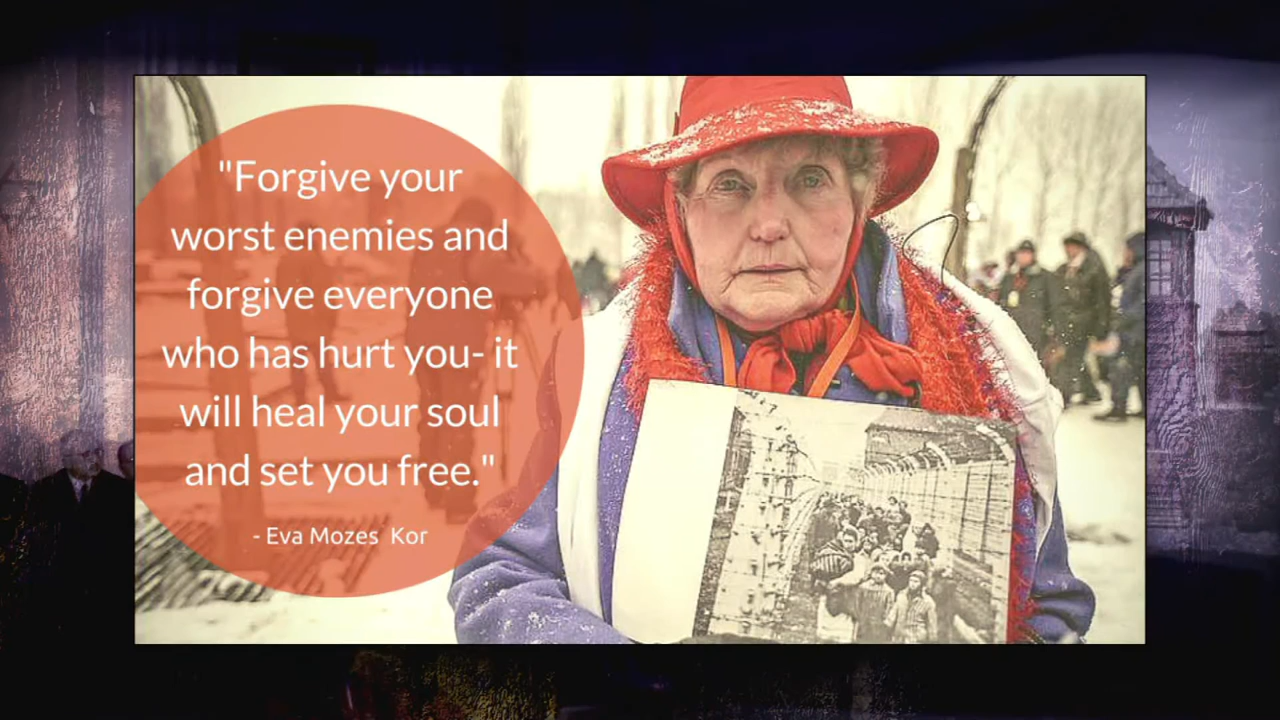 "Forgive your
worst enemies and
forgive everyone
who has hurt you- it
will heal your soul
and set you free."
- Eva Mozes Kor